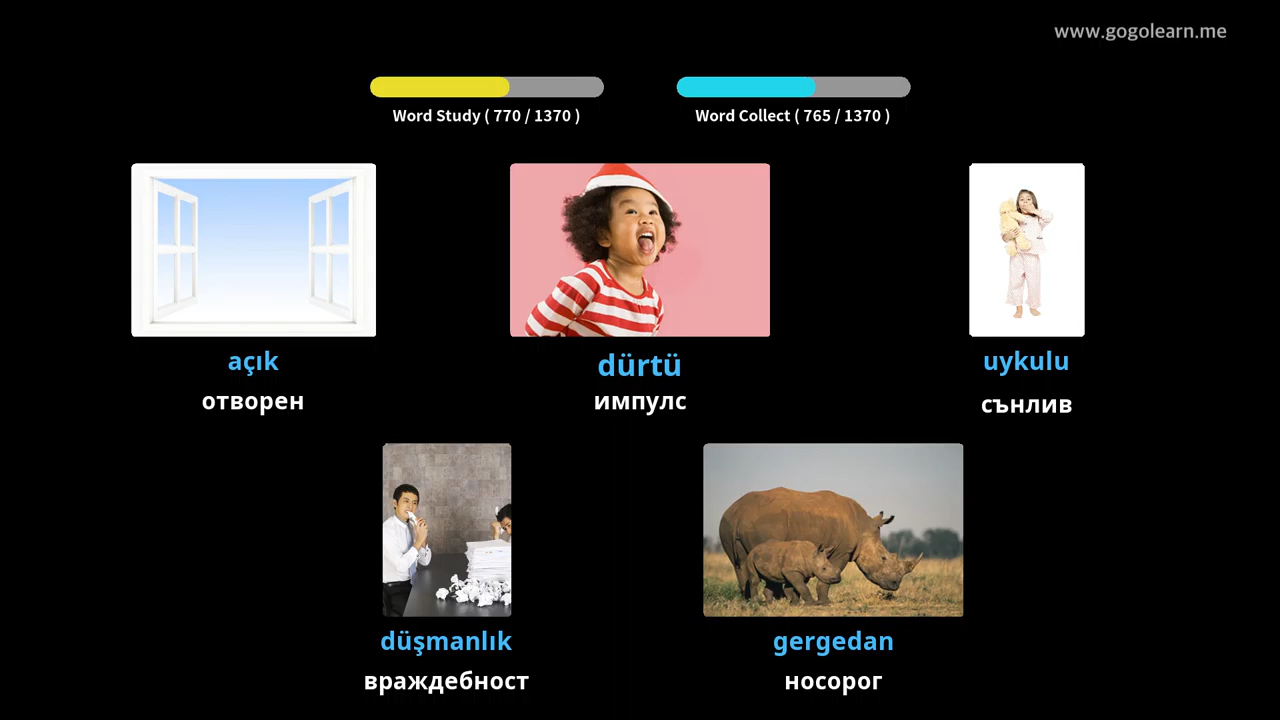 www.gogolearn.me
Word Study ( 770 / 1370 )
Word Collect ( 765 / 1370 )
açık
dürtü
uykulu
отворен
импулс
сънлив
düşmanlık
gergedan
враждебност
носорог